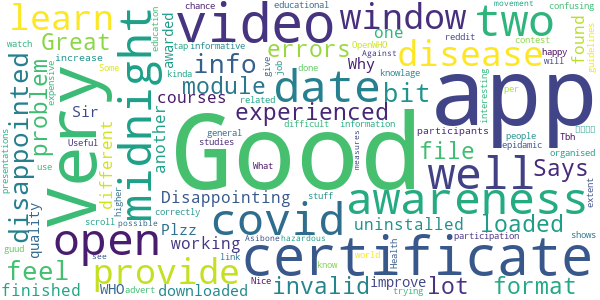 learn
video
window
two
Great
errors
one
found
Very
midnight
info
disease
Why
module
date
bit
app
problem
disappointed
courses
experienced
Good
Sir
another
different
file
well
Says
awareness
Disappointing
covid
uninstalled
loaded
open
Plzz
working
certificate
feel
provide
finished
WHO
downloaded
invalid
improve
lot
format
quality
awarded
education
tap
informative
educational
chance
watch
increase
Some
expensive
kinda
OpenWHO
Against
give
job
done
reddit
contest
movement
confusing
happy
will
guidelines
knowlage
related
interesting
per
Useful
general
studies
difficult
information
What
measures
participants
people
epidemic
Tbh
organised
presentations
use
higher
stuff
extent
scroll
possible
correctly
guud
see
link
Asibone
hazardous
Health
participation
shows
advert
Nice
know
world
trying